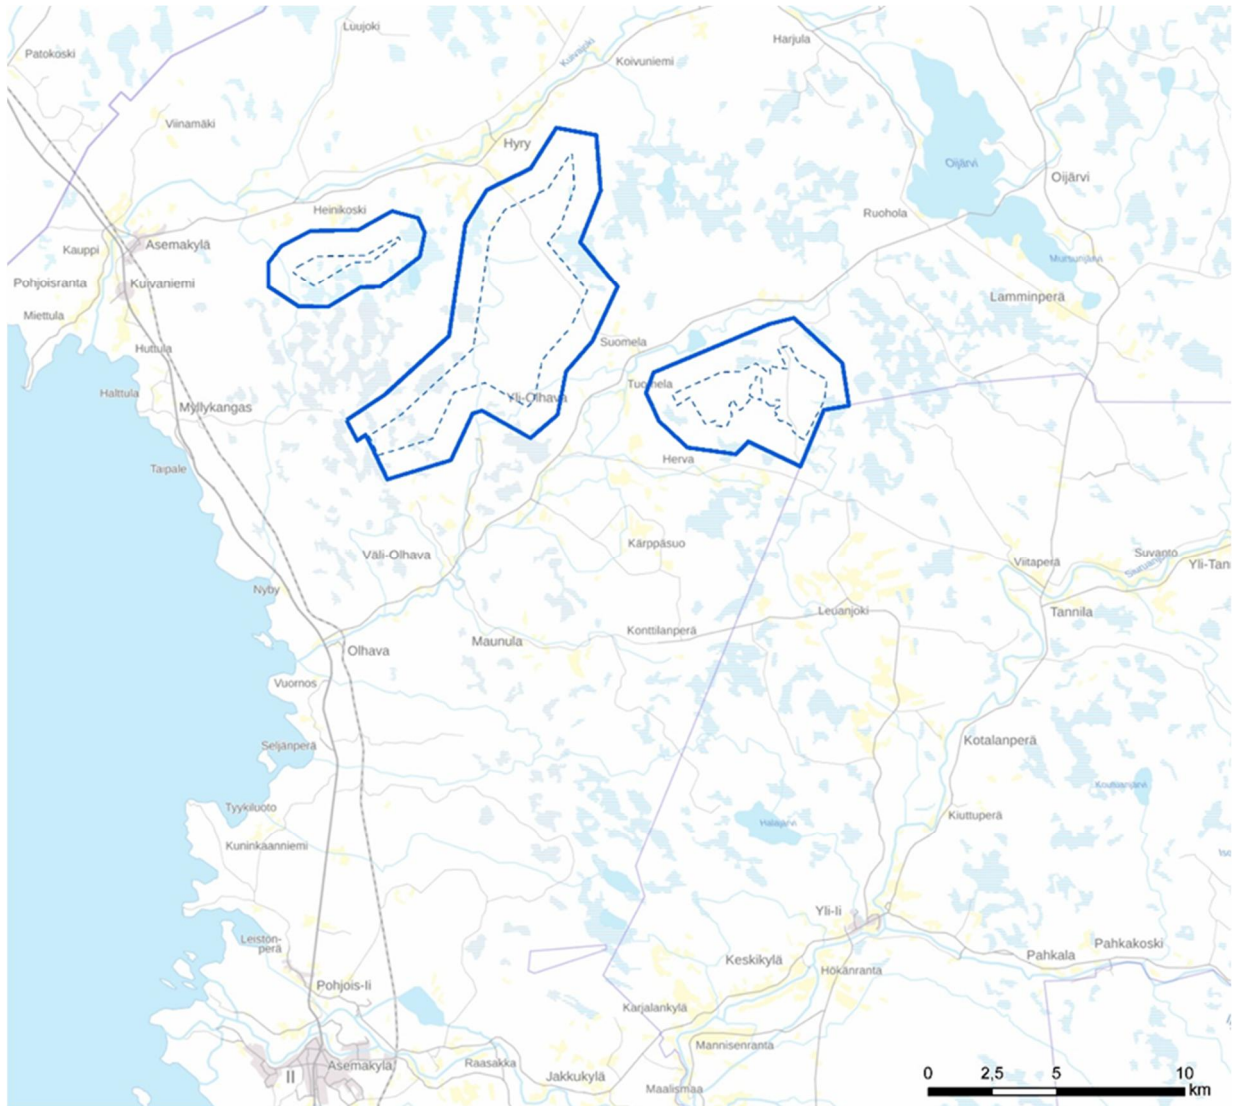 Luujoki
Harjula
Patokoski
Kuivajoki
Koivuniemi
Viinamäki
Hyry
Oijärvi
Oijärvi
Heinikoski
Ruohola
Kauppi
Asemakylä
Pohjoisranta
Kuivaniemi
Lamminperä
Miettula
Suomela
Huttula
Halttula
Yli-Olhava
Myllykangas
Herva
Taipale
Kärppäsuo
Väli-Olhava
Suvanto
Viitaperä
Yli-Tan
Nyby
Leuanjoki
Tannila
Konttilanperä
Maunula
Olhava
Vuornos
Kotalanperä
Seljänperä
Tyykiluoto
Kiuttuperä
Kuninkaanniemi
Yli-Ii
Leiston-
perä
Pahkakoski
Keskikylä
Pahkala
Hökänranta
Pohjois-Ii
Karjalankylä
Mannisenranta
Asemakylä
Raasakka
Ii
Jakkukylä
Maalismaa
0 2,5 5 10
km